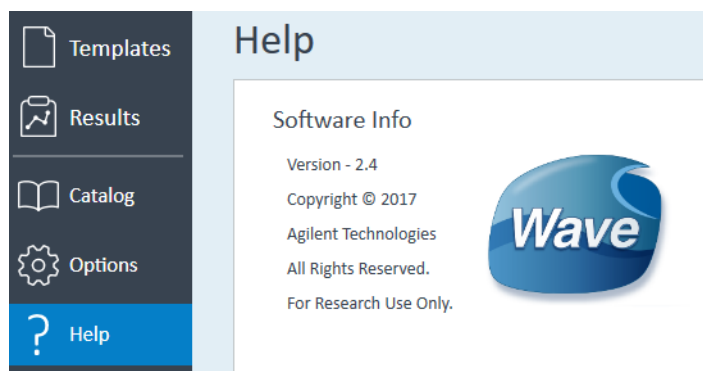 Templates
Results
Catalog
Options
Help
Help
Software Info
Version - 2.4
Copyright © 2017
Agilent Technologies
All Rights Reserved.
For Research Use Only.
Wave